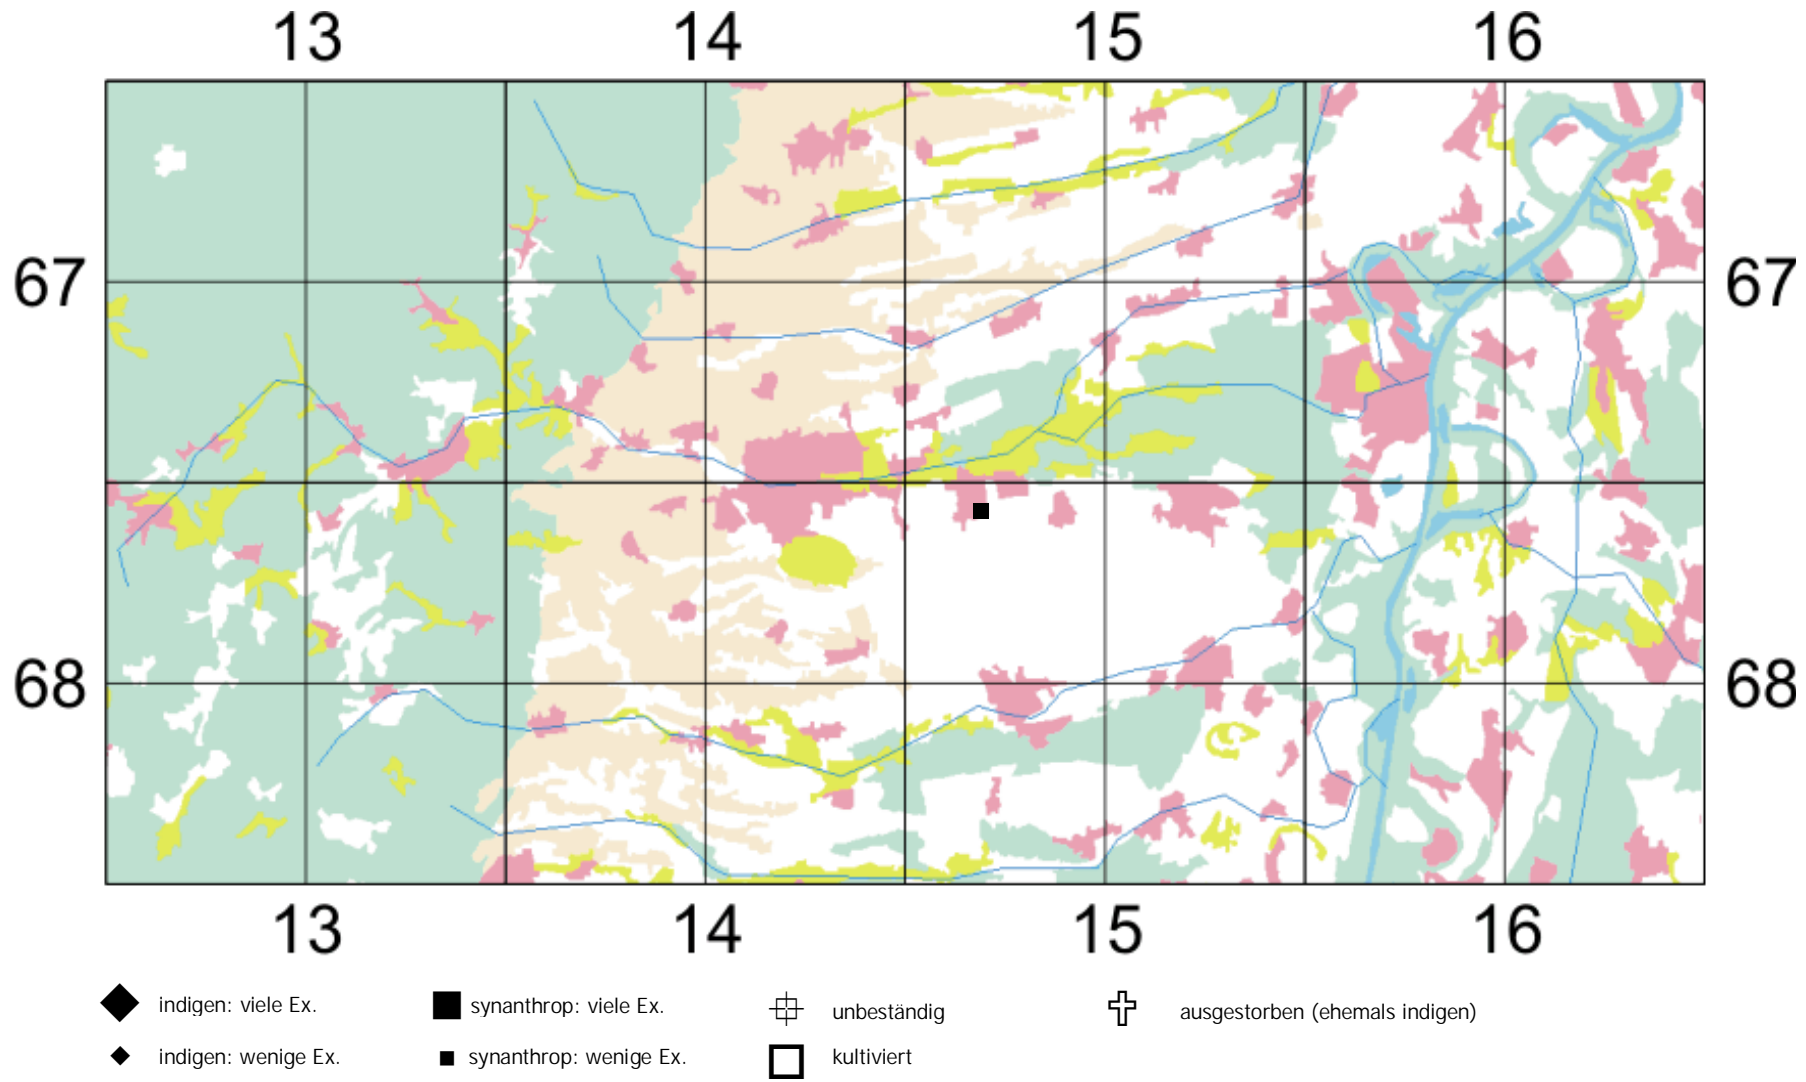 13 14 15 16
67 67
68 68
13 14 15 16
indigen: viele Ex. synanthrop: viele Ex. unbeständig ausgestorben (ehemals indigen)
indigen: wenige Ex. synanthrop: wenige Ex. kultiviert